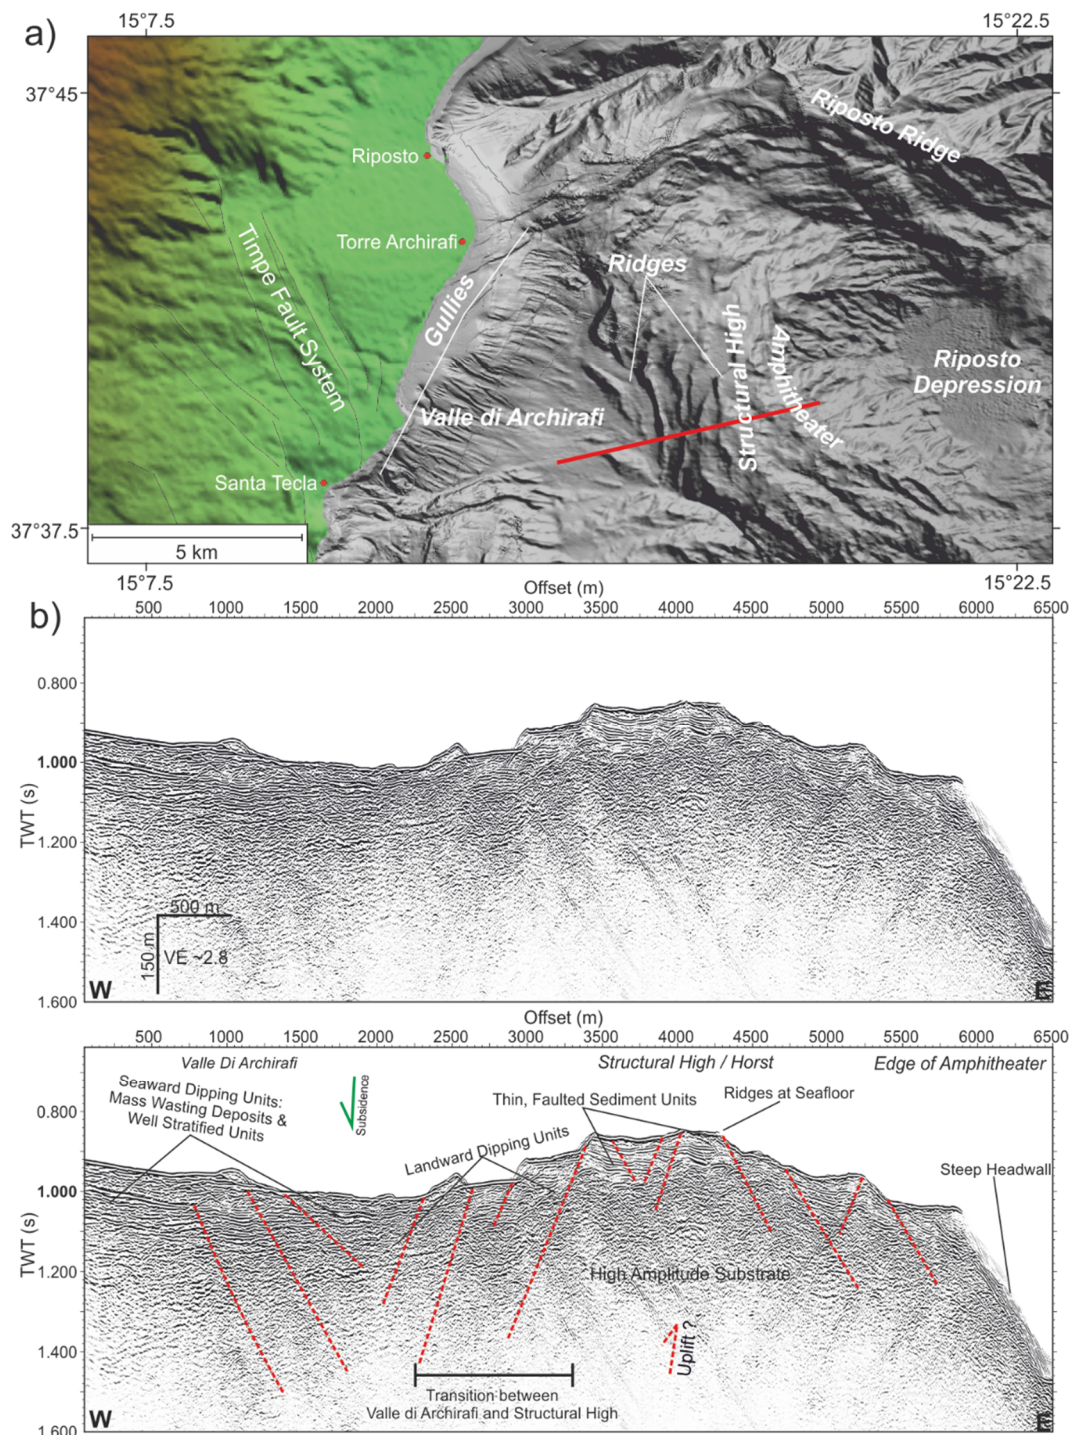 a)
15°7.5
15°22.5
37°45
Riposto Ridge
Riposto
Torre Archirafi
Timpe Fault System
Gullies
Ridges
Structural High
Amphitheater
Riposto
Depression
Valle di Archirafi
Santa Tecla
37°37.5
5 km
15°7.5
15°22.5
b)
Offset (m)
500 1000 1500 2000 2500 3000 3500 4000 4500 5000 5500 6000 6500
TWT (s)
0.800
1.000
1.200
1.400
1.600
500 m
150 m
VE ~2.8
W
E
Offset (m)
500 1000 1500 2000 2500 3000 3500 4000 4500 5000 5500 6000 6500
Valle Di Archirafi
Structural High / Horst
Edge of Amphitheater
Seaward Dipping Units:
Mass Wasting Deposits &
Well Stratified Units
Subsidence
Thin, Faulted Sediment Units
Ridges at Seafloor
Landward Dipping Units
Steep Headwall
TWT (s)
0.800
1.000
1.200
1.400
1.600
High Amplitude Substrate
Uplift ?
Transition between
Valle di Archirafi and Structural High
W
E